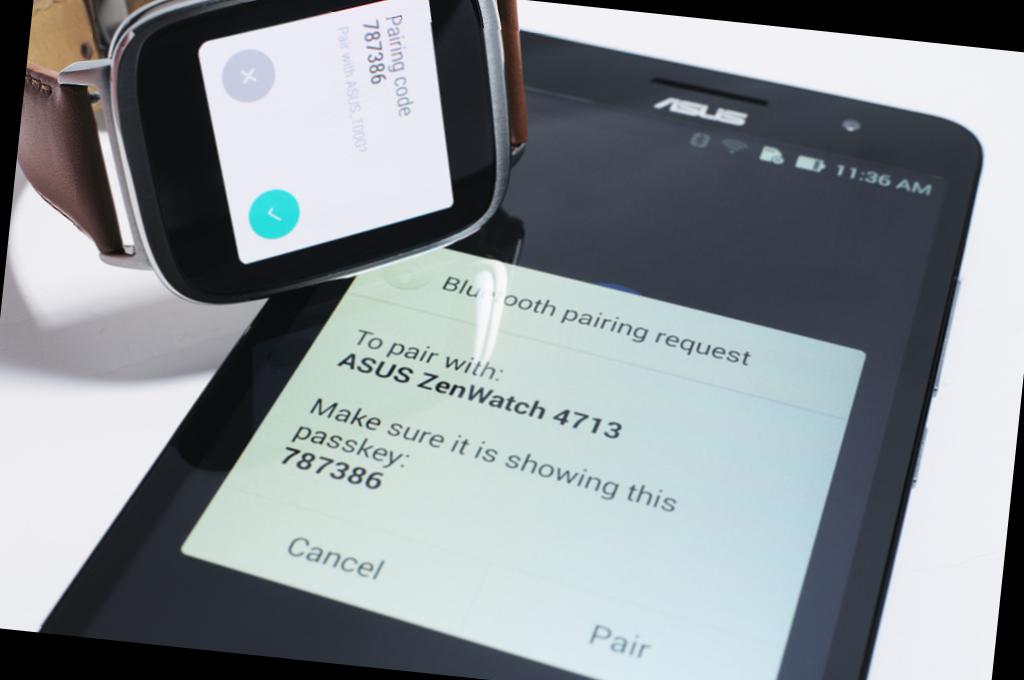 Pairing code
787386
Pair with ASUS_T00G?
ASUS
11:36 AM
Bluetooth pairing request
To pair with:
ASUS ZenWatch 4713
Make sure it is showing this
passkey:
787386
Cancel
Pair